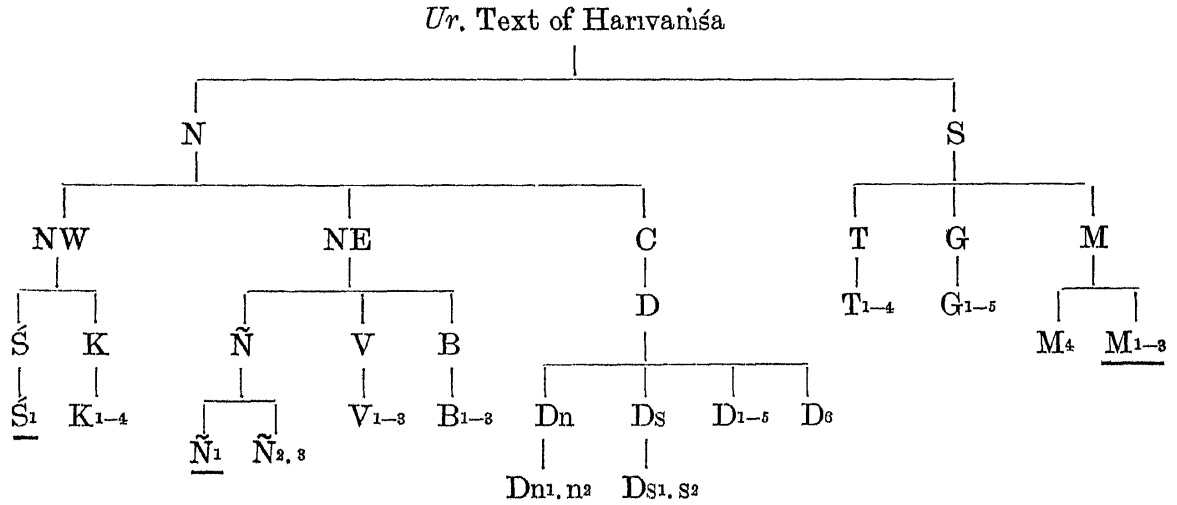 Ur. Text of Harivaṁśa
N S
NW NE C T G M
Ś K Ñ V B D T1–4 G1–5 M4 M1–3
Ś1 K1–4 Ñ1 Ñ2, 3 V1–3 B1–3 Dn Ds D1–5 D6
Dn1, n2 Ds1, s2